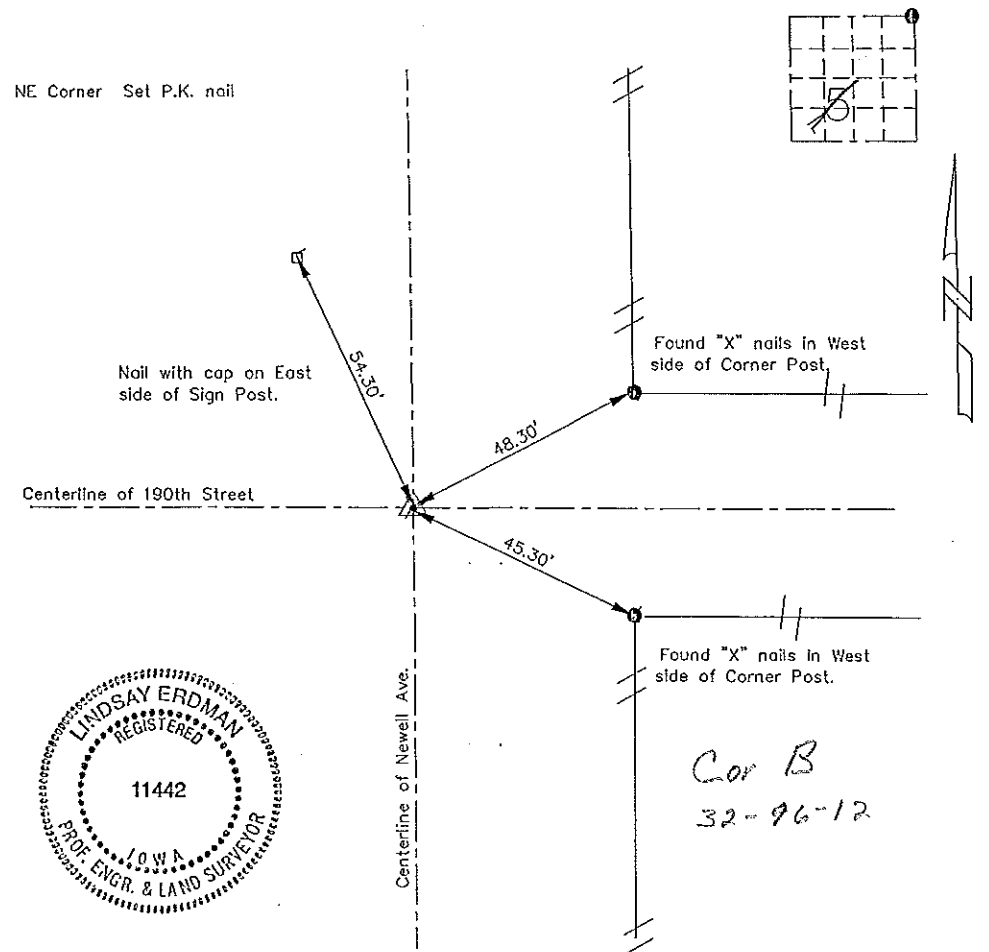 NE Corner Set P.K. nail
5
N
54.30'
Nail with cap on East
side of Sign Post.
Found "X" nails in West
side of Corner Post.
48.30'
Centerline of 190th Street
45.30'
Found "X" nails in West
side of Corner Post.
Centerline of Newell Ave.
LINDSAY ERDMAN
REGISTERED
11442
IOWA
PROF. ENGR. & LAND SURVEYOR
Cor B
32-96-12